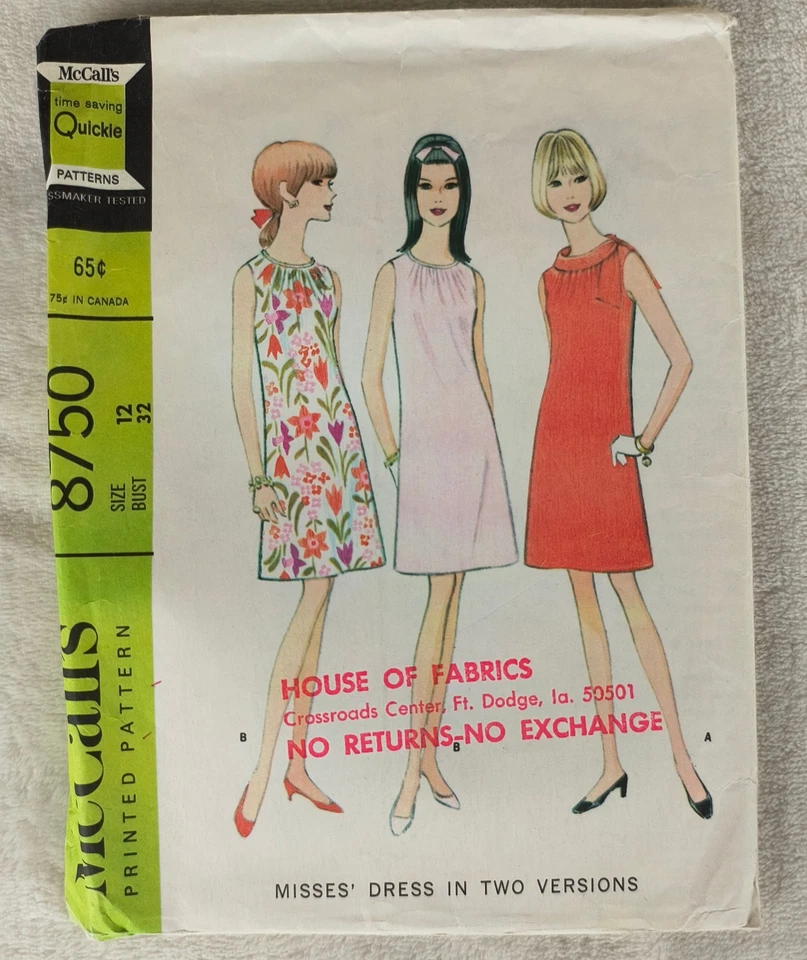 McCall's
time saving
Quickie
PATTERNS
SSMAKER TESTED
65¢
75¢ IN CANADA
8750
SIZE 12
BUST 32
McCall's
PRINTED PATTERN
HOUSE OF FABRICS
Crossroads Center, Ft. Dodge, Ia. 50501
NO RETURNS-NO EXCHANGE
B
B
A
MISSES' DRESS IN TWO VERSIONS